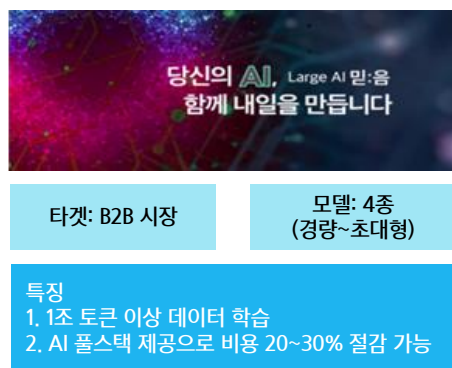 당신의 AI, Large AI 믿:음
함께 내일을 만듭니다
타겟: B2B 시장
모델: 4종
(경량~초대형)
특징
1. 1조 토큰 이상 데이터 학습
2. AI 풀스택 제공으로 비용 20~30% 절감 가능